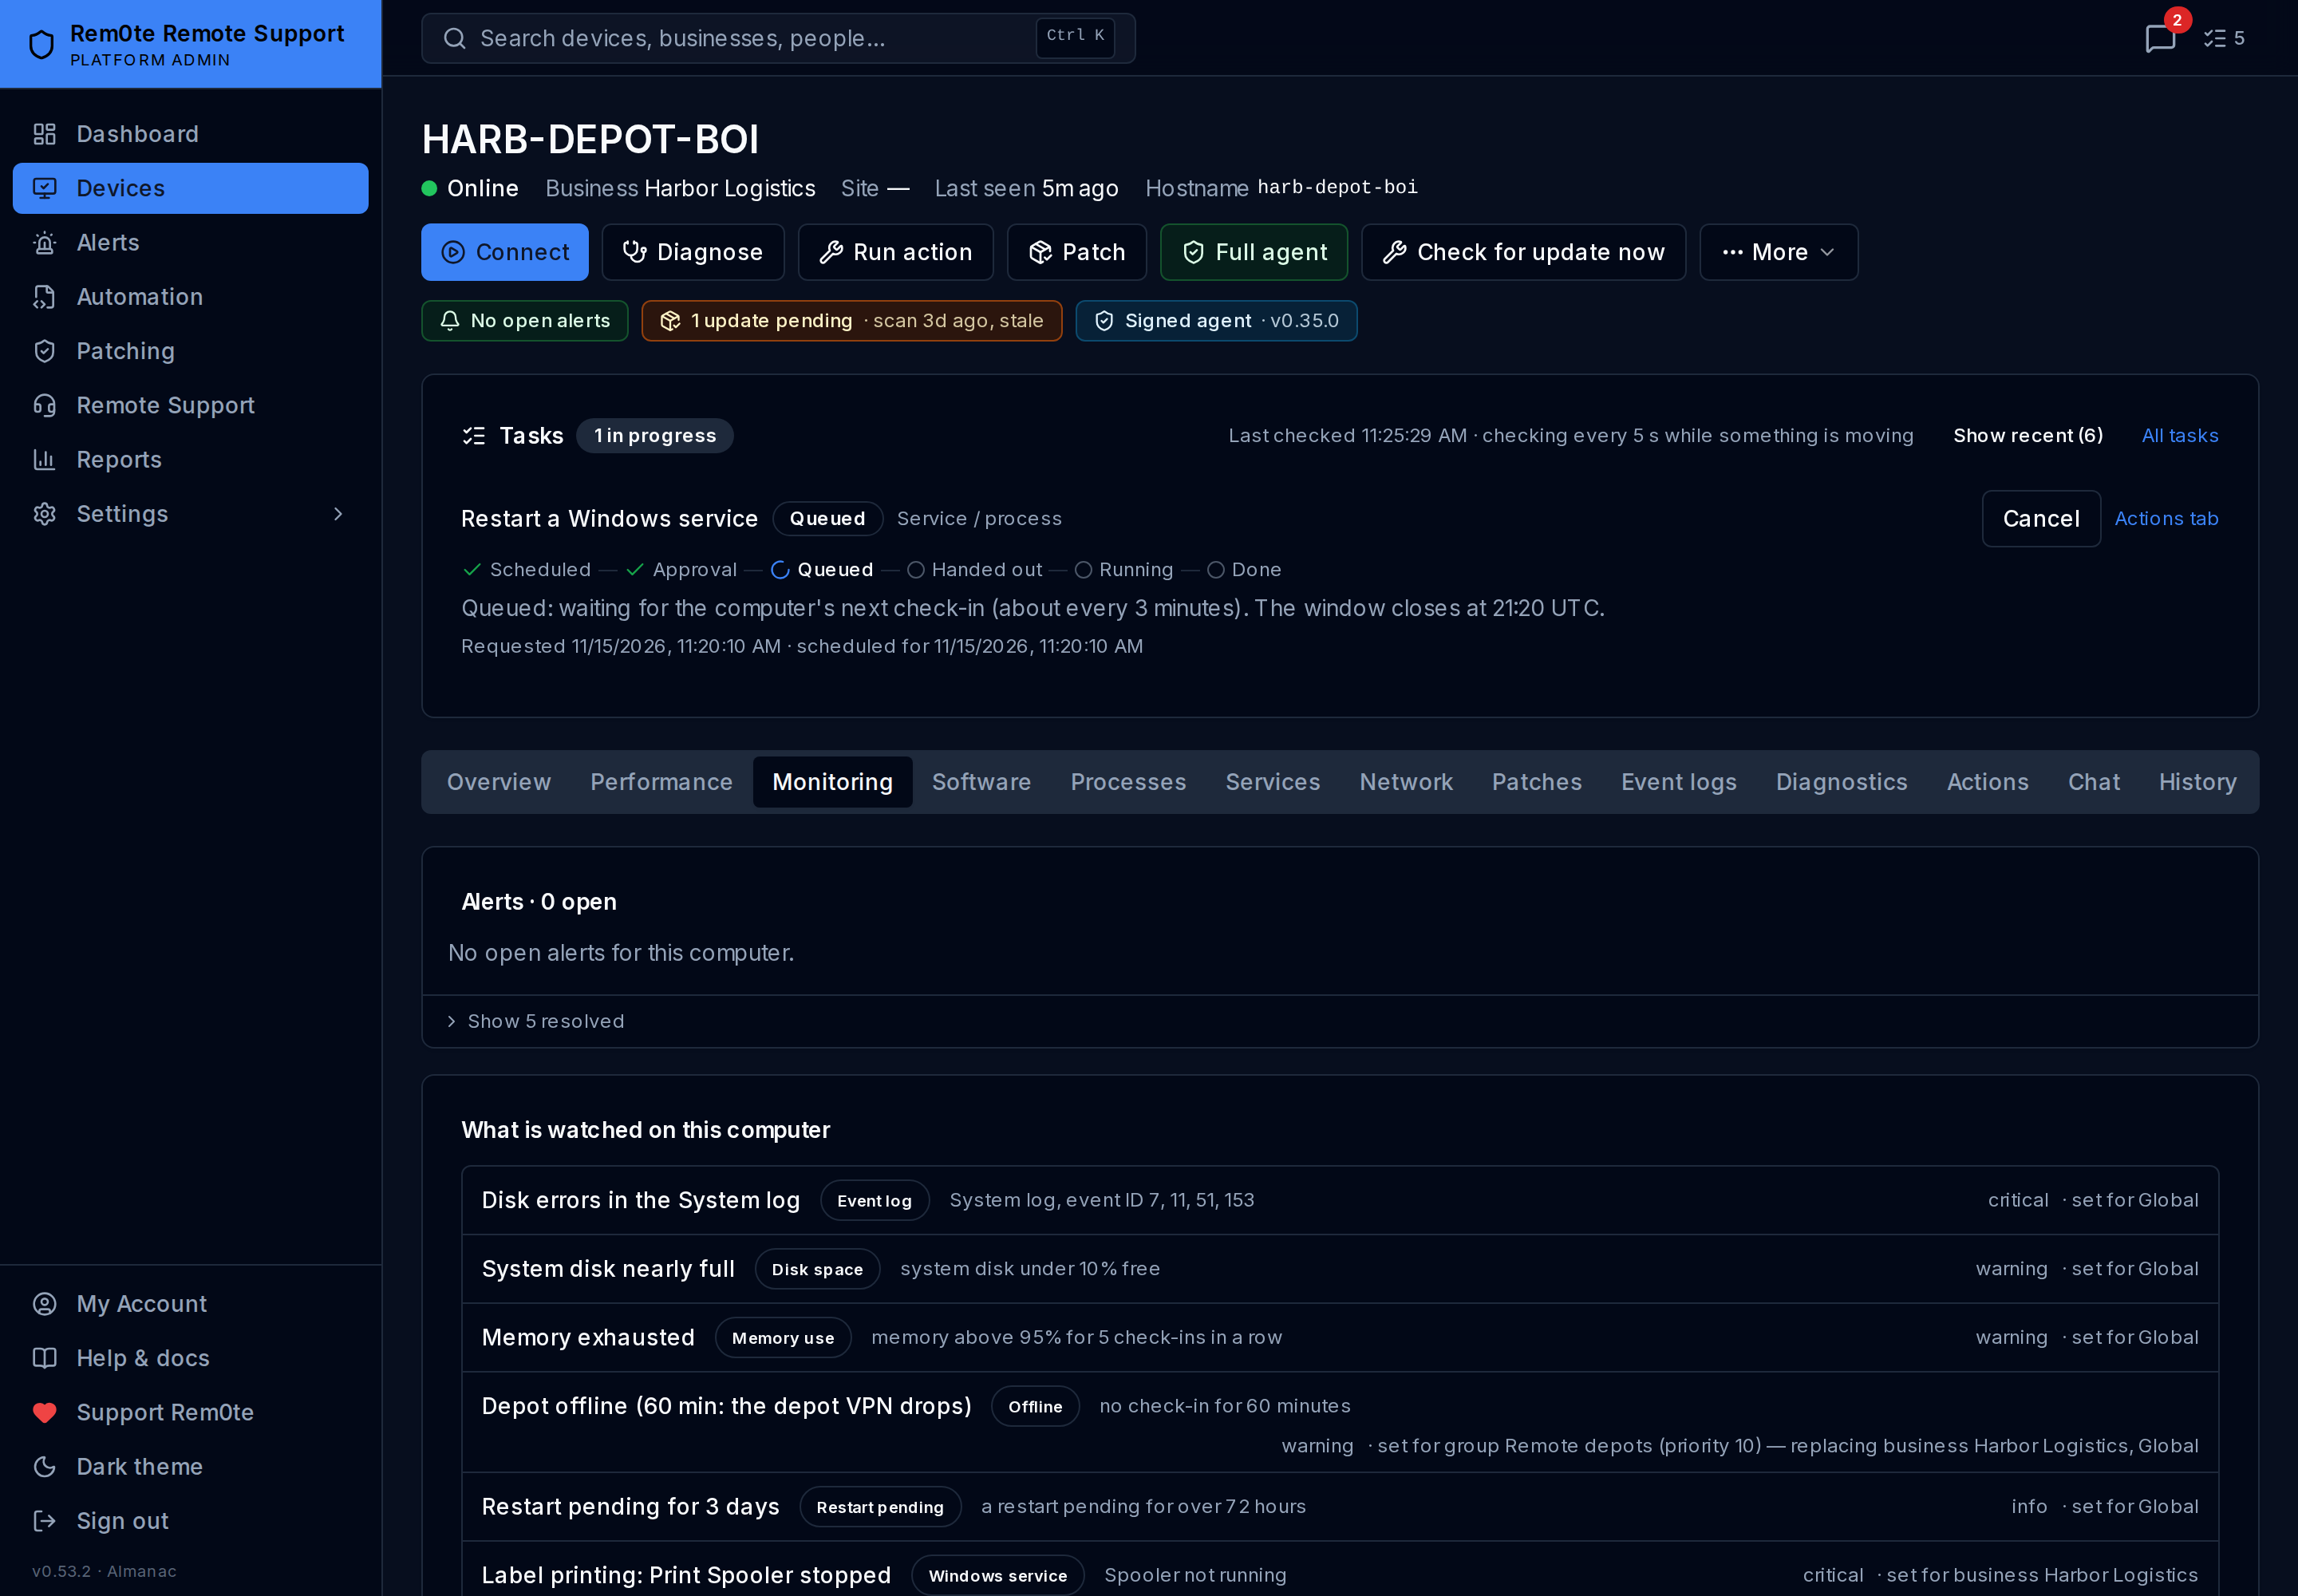 Rem0te Remote Support
PLATFORM ADMIN
Search devices, businesses, people... Ctrl K
2
5
Dashboard
Devices
Alerts
Automation
Patching
Remote Support
Reports
Settings
My Account
Help & docs
Support Rem0te
Dark theme
Sign out
v0.53.2 · Almanac
HARB-DEPOT-BOI
Online Business Harbor Logistics Site — Last seen 5m ago Hostname harb-depot-boi
Connect Diagnose Run action Patch Full agent Check for update now More
No open alerts 1 update pending · scan 3d ago, stale Signed agent · v0.35.0
Tasks 1 in progress Last checked 11:25:29 AM · checking every 5 s while something is moving Show recent (6) All tasks
Restart a Windows service Queued Service / process Cancel Actions tab
Scheduled Approval Queued Handed out Running Done
Queued: waiting for the computer's next check-in (about every 3 minutes). The window closes at 21:20 UTC.
Requested 11/15/2026, 11:20:10 AM · scheduled for 11/15/2026, 11:20:10 AM
Overview Performance Monitoring Software Processes Services Network Patches Event logs Diagnostics Actions Chat History
Alerts · 0 open
No open alerts for this computer.
Show 5 resolved
What is watched on this computer
Disk errors in the System log Event log System log, event ID 7, 11, 51, 153 critical · set for Global
System disk nearly full Disk space system disk under 10% free warning · set for Global
Memory exhausted Memory use memory above 95% for 5 check-ins in a row warning · set for Global
Depot offline (60 min: the depot VPN drops) Offline no check-in for 60 minutes
warning · set for group Remote depots (priority 10) — replacing business Harbor Logistics, Global
Restart pending for 3 days Restart pending a restart pending for over 72 hours info · set for Global
Label printing: Print Spooler stopped Windows service Spooler not running critical · set for business Harbor Logistics